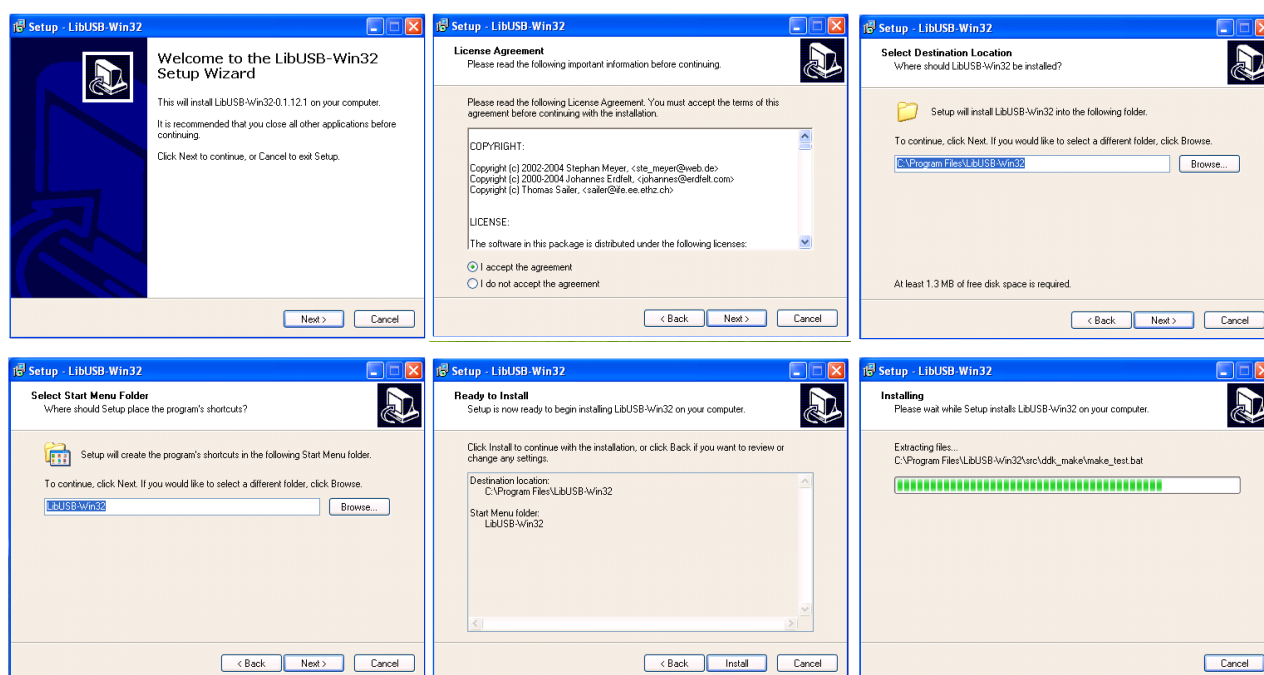 Setup - LibUSB-Win32
Welcome to the LibUSB-Win32
Setup Wizard
This will install LibUSB-Win32-0.1.12.1 on your computer.
It is recommended that you close all other applications before
continuing.
Click Next to continue, or Cancel to exit Setup.
Next >
Cancel
Setup - LibUSB-Win32
License Agreement
Please read the following important information before continuing.
Please read the following License Agreement. You must accept the terms of this
agreement before continuing with the installation.
COPYRIGHT:
Copyright (c) 2002-2004 Stephan Meyer, <ste_meyer@web.de>
Copyright (c) 2000-2004 Johannes Erdfelt, <johannes@erdfelt.com>
Copyright (c) Thomas Sailer, <sailer@ife.ee.ethz.ch>
LICENSE:
The software in this package is distributed under the following licenses:
I accept the agreement
I do not accept the agreement
< Back
Next >
Cancel
Setup - LibUSB-Win32
Select Destination Location
Where should LibUSB-Win32 be installed?
Setup will install LibUSB-Win32 into the following folder.
To continue, click Next. If you would like to select a different folder, click Browse.
C:\Program Files\LibUSB-Win32
Browse...
At least 1.3 MB of free disk space is required.
< Back
Next >
Cancel
Setup - LibUSB-Win32
Select Start Menu Folder
Where should Setup place the program's shortcuts?
Setup will create the program's shortcuts in the following Start Menu folder.
To continue, click Next. If you would like to select a different folder, click Browse.
LibUSB-Win32
Browse...
< Back
Next >
Cancel
Setup - LibUSB-Win32
Ready to Install
Setup is now ready to begin installing LibUSB-Win32 on your computer.
Click Install to continue with the installation, or click Back if you want to review or
change any settings.
Destination location:
C:\Program Files\LibUSB-Win32
Start Menu folder:
LibUSB-Win32
< Back
Install
Cancel
Setup - LibUSB-Win32
Installing
Please wait while Setup installs LibUSB-Win32 on your computer.
Extracting files...
C:\Program Files\LibUSB-Win32\src\ddk_make\make_test.bat
Cancel